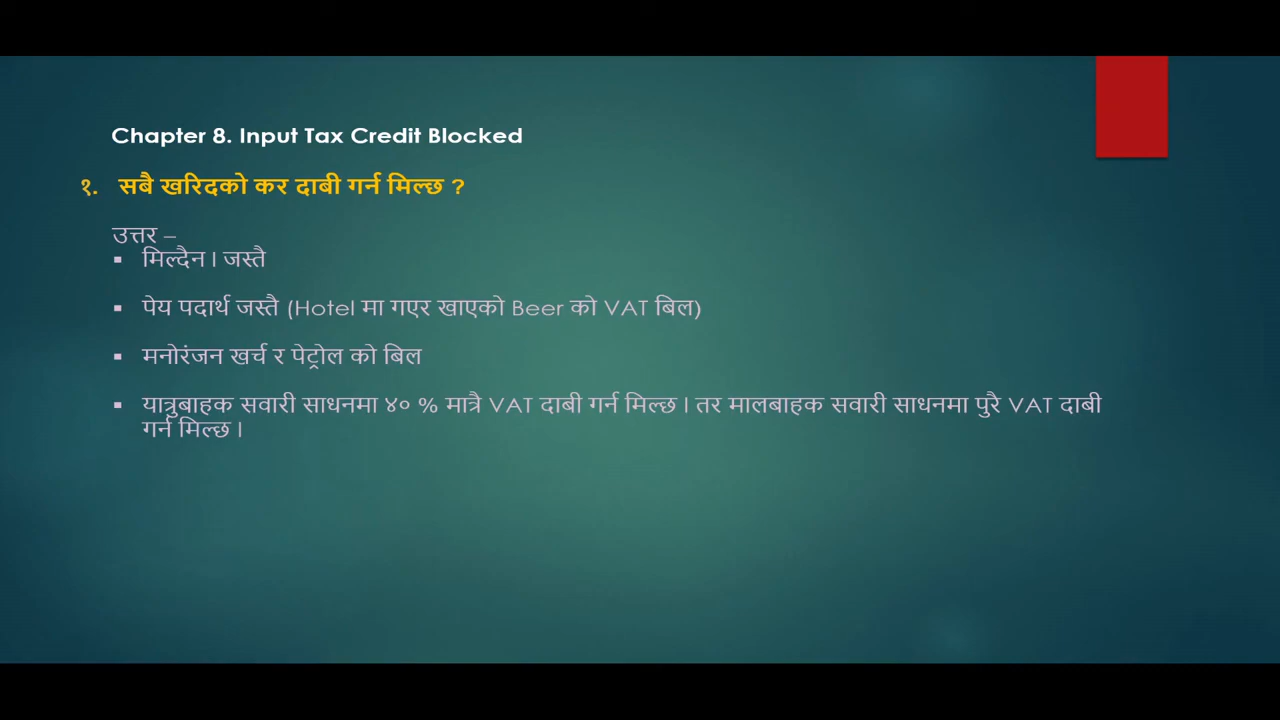 Chapter 8. Input Tax Credit Blocked
१. सबै खरिदको कर दाबी गर्न मिल्छ ?
उत्तर –
▪ मिल्दैन । जस्तै
▪ पेय पदार्थ जस्तै (Hotel मा गएर खाएको Beer को VAT बिल)
▪ मनोरंजन खर्च र पेट्रोल को बिल
▪ यात्रुबाहक सवारी साधनमा ४० % मात्रै VAT दाबी गर्न मिल्छ । तर मालबाहक सवारी साधनमा पुरै VAT दाबी
गर्न मिल्छ ।